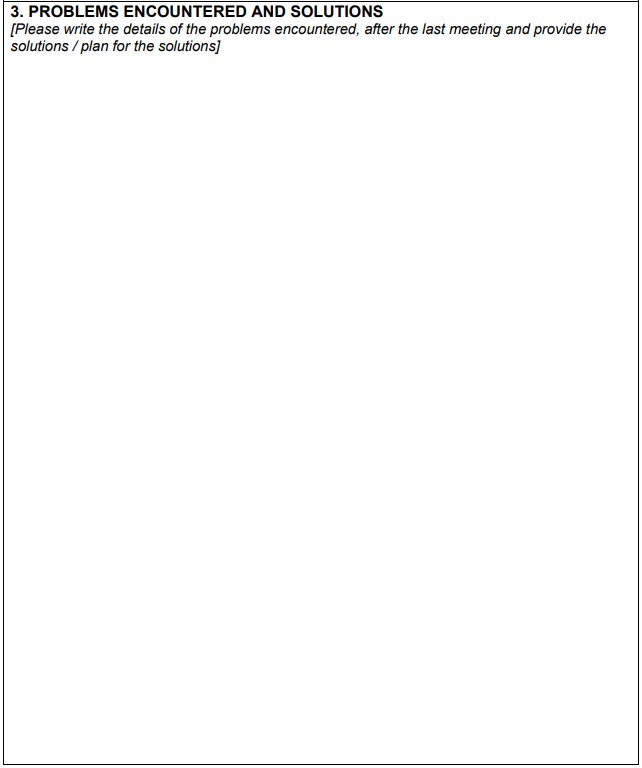 3. PROBLEMS ENCOUNTERED AND SOLUTIONS
[Please write the details of the problems encountered, after the last meeting and provide the
solutions / plan for the solutions]